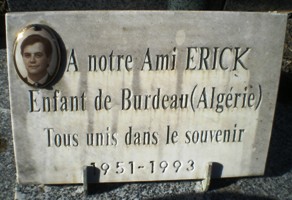 A notre Ami ERICK
Enfant de Burdeau (Algérie)
Tous unis dans le souvenir
1951-1993